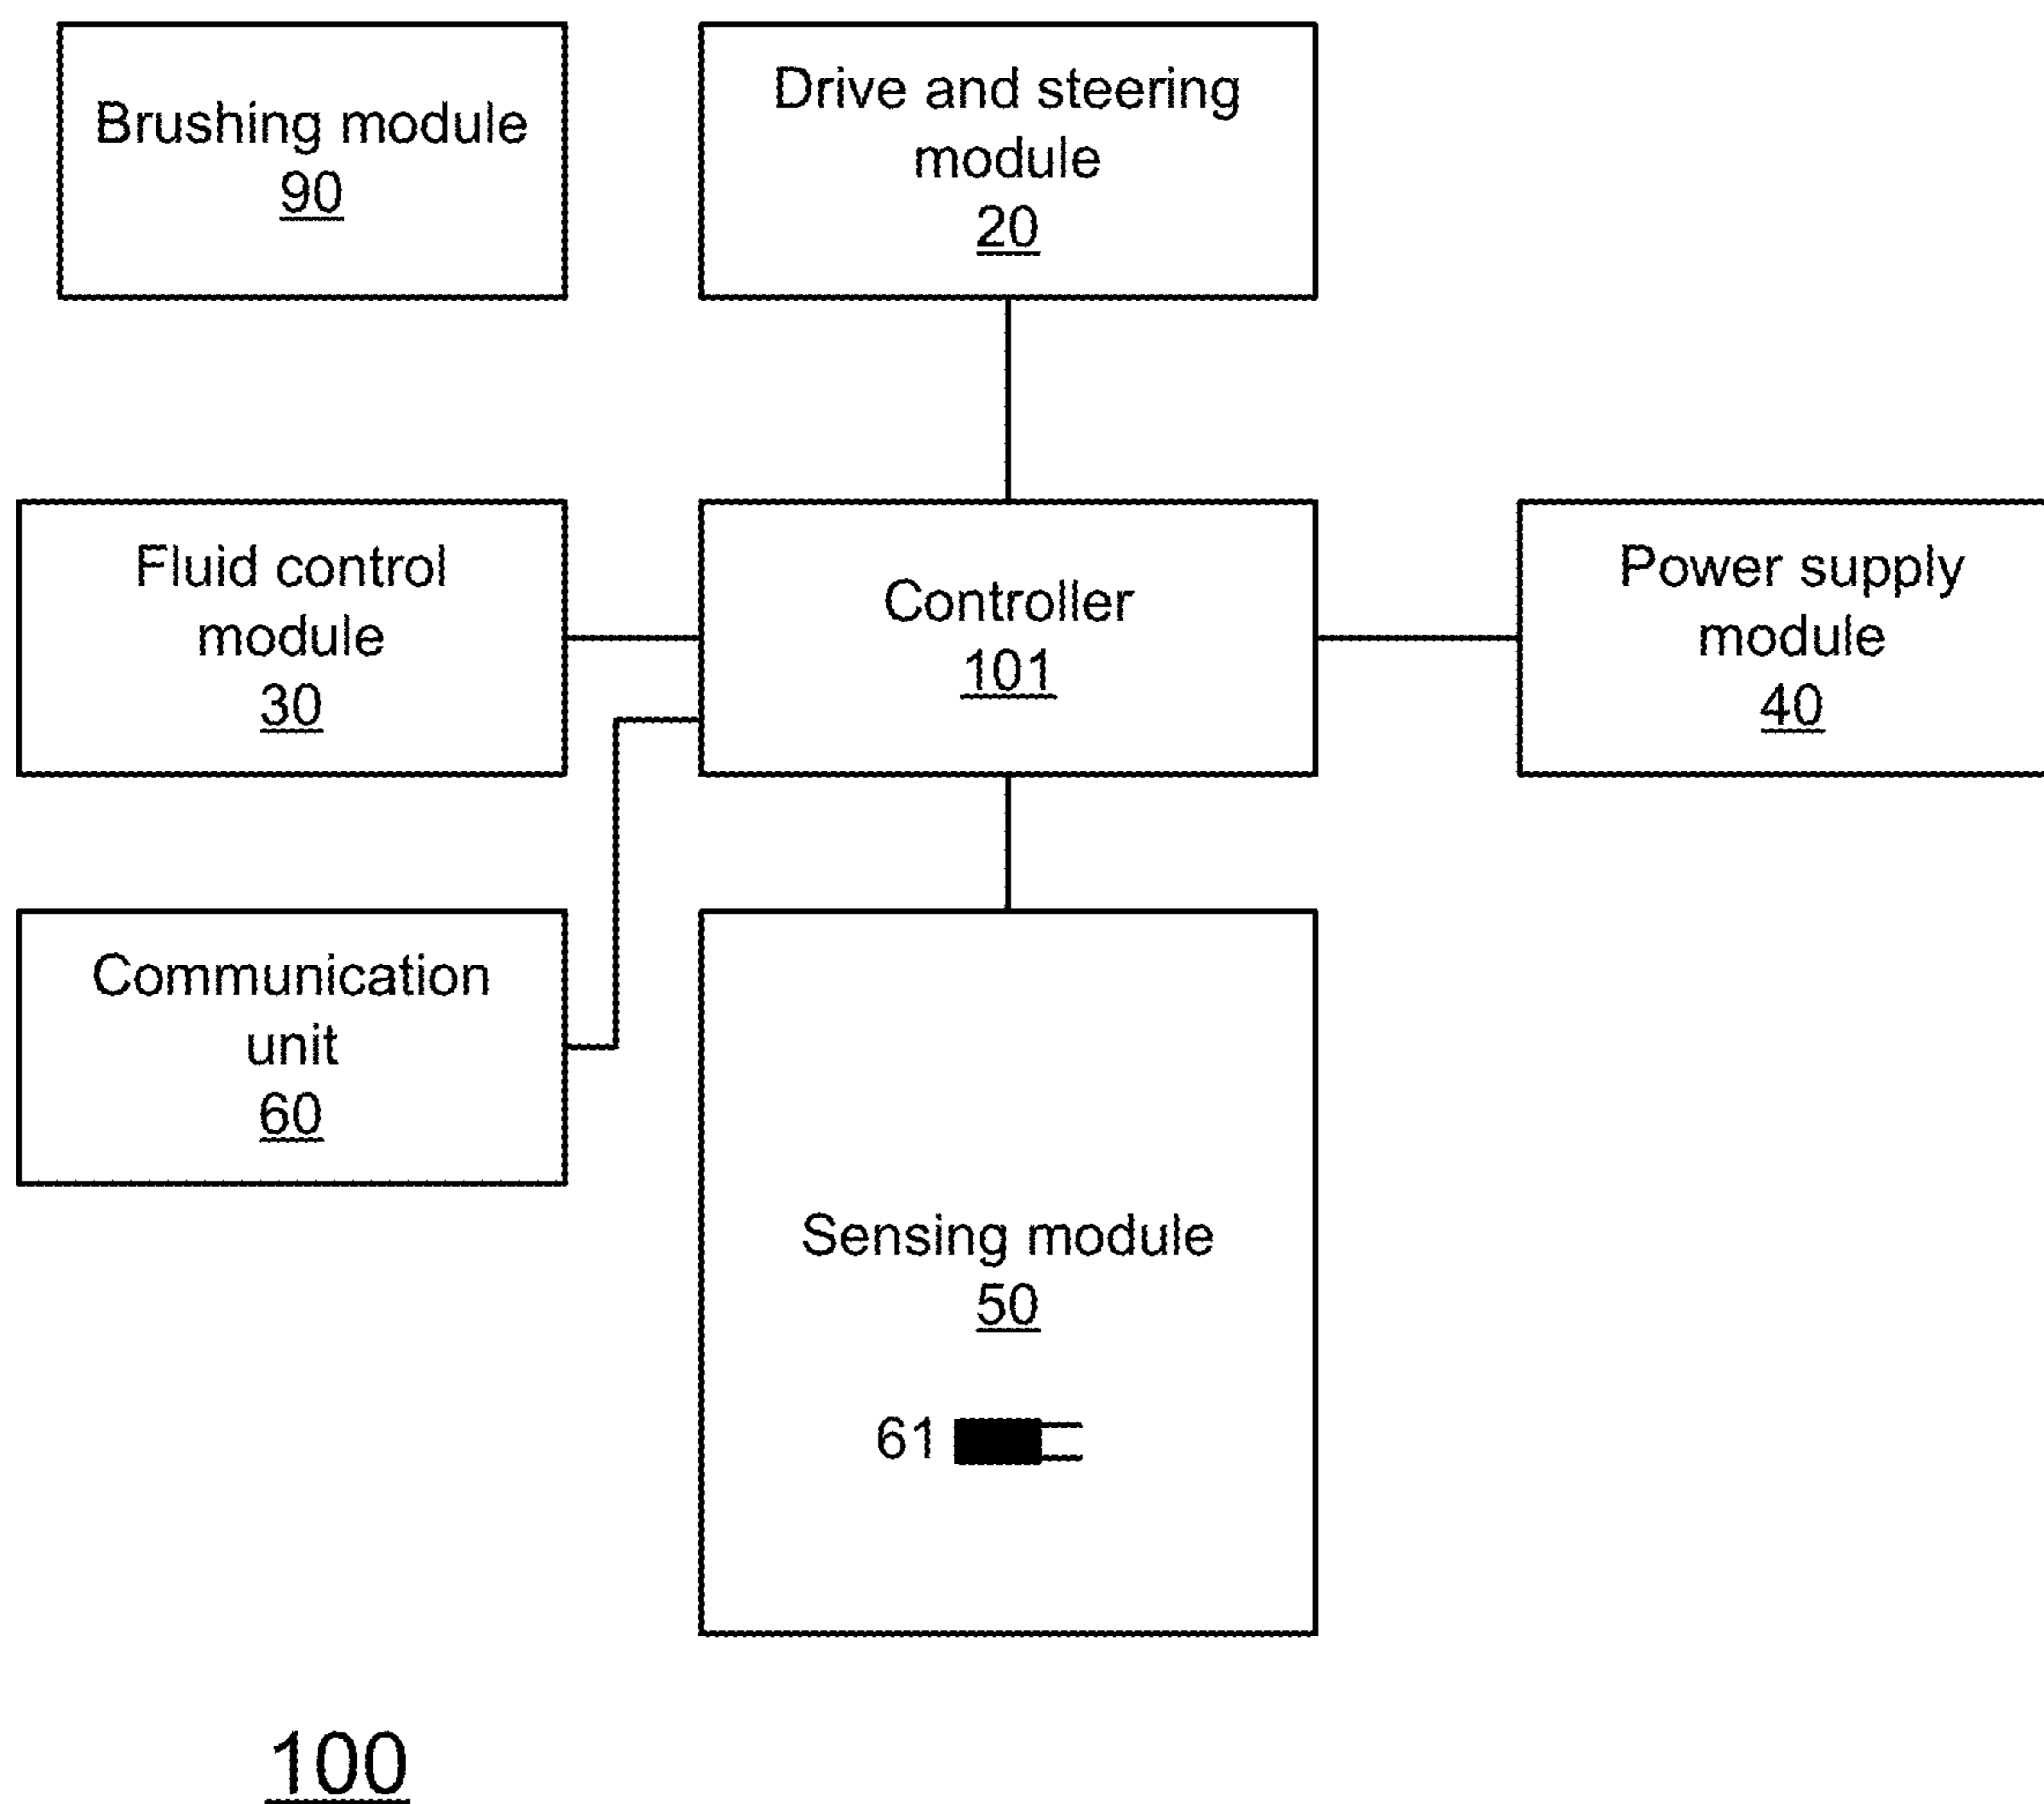 Brushing module
90
Drive and steering
module
20
Fluid control
module
30
Controller
101
Power supply
module
40
Communication
unit
60
Sensing module
50
61
100